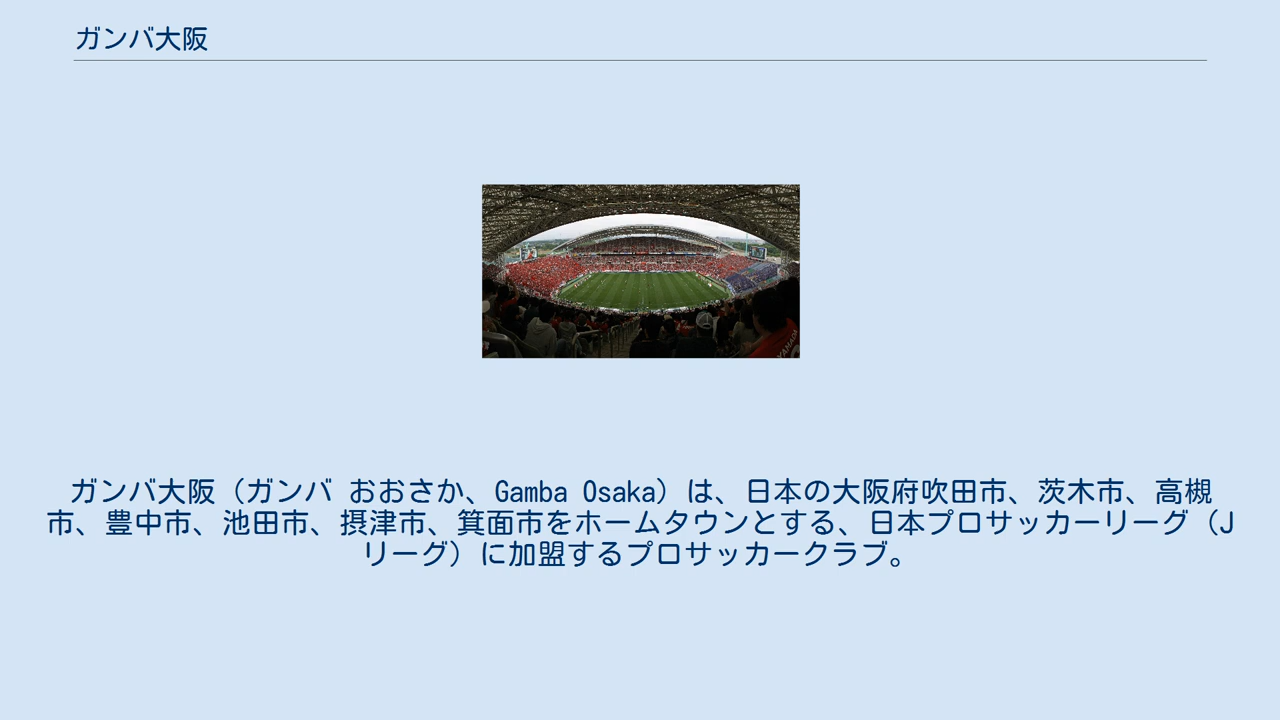 ガンバ大阪
ガンバ大阪（ガンバ おおさか、Gamba Osaka）は、日本の大阪府吹田市、茨木市、高槻
市、豊中市、池田市、摂津市、箕面市をホームタウンとする、日本プロサッカーリーグ（J
リーグ）に加盟するプロサッカークラブ。